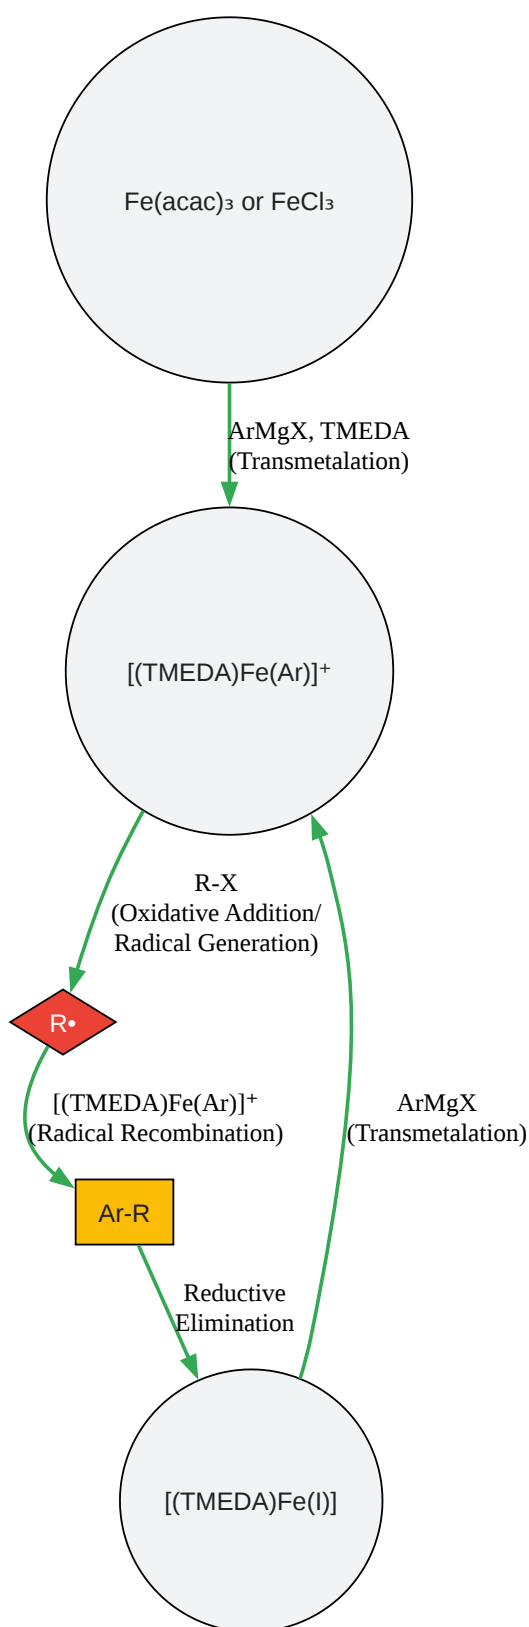 Fe(acac)₃ or FeCl₃
ArMgX, TMEDA
(Transmetalation)
[(TMEDA)Fe(Ar)]⁺
R-X
(Oxidative Addition/
Radical Generation)
R•
[(TMEDA)Fe(Ar)]⁺
(Radical Recombination)
ArMgX
(Transmetalation)
Ar-R
Reductive
Elimination
[(TMEDA)Fe(I)]